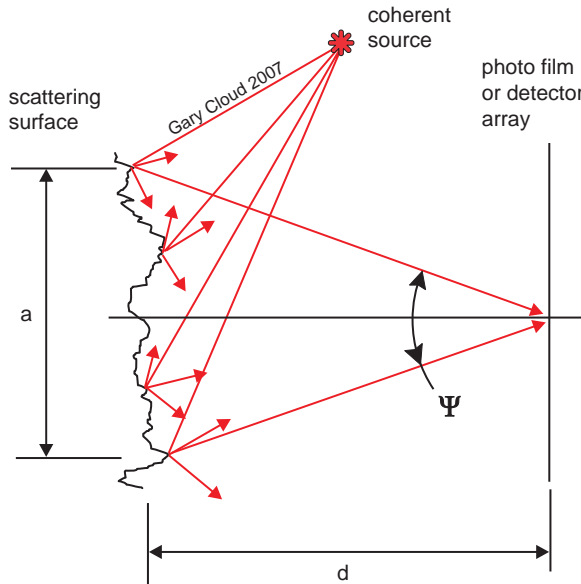 coherent
source
photo film
or detector
array
Gary Cloud 2007
scattering
surface
a
Ψ
d